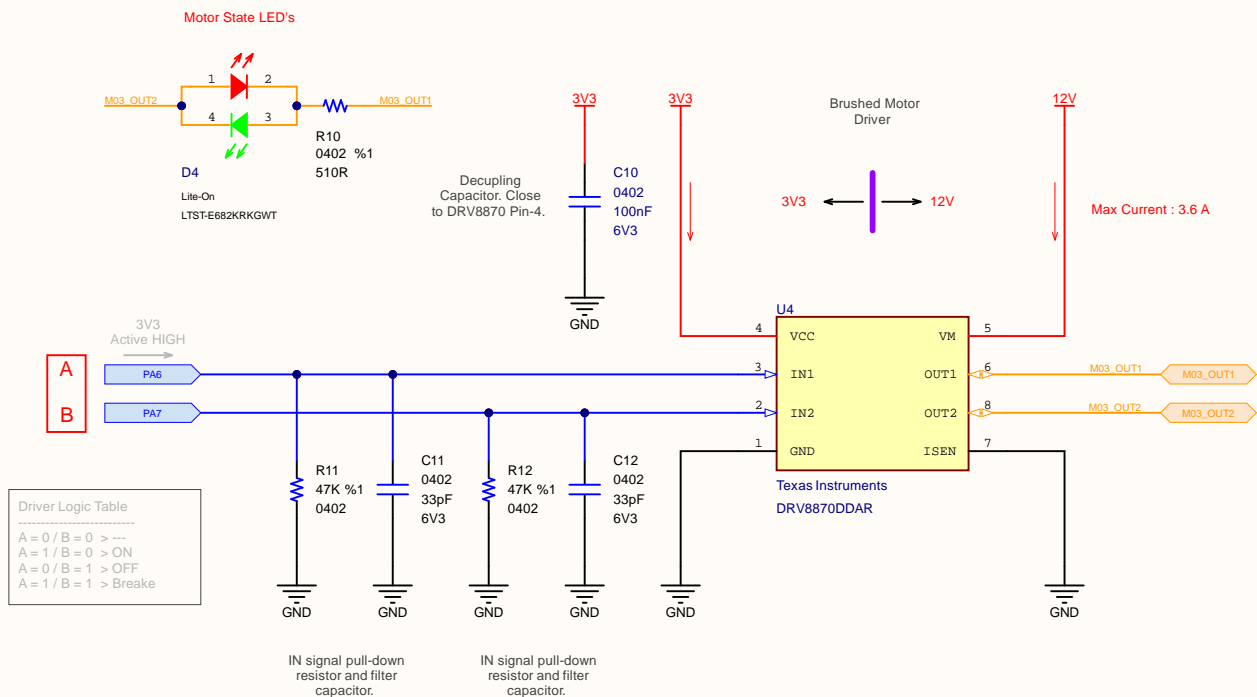 Motor State LED's
1
2
M03_OUT2
M03_OUT1
4
3
R10
0402 %1
510R
D4
Lite-On
LTST-E682KRKGWT
3V3
Decupling
Capacitor. Close
to DRV8870 Pin-4.
C10
0402
100nF
6V3
GND
3V3
Brushed Motor
Driver
3V3
12V
12V
Max Current : 3.6 A
U4
4
VCC
VM
5
3
IN1
OUT1
6
M03_OUT1
M03_OUT1
2
IN2
OUT2
8
M03_OUT2
M03_OUT2
1
GND
ISEN
7
Texas Instruments
DRV8870DDAR
3V3
Active HIGH
A
PA6
B
PA7
R11
47K %1
0402
C11
0402
33pF
6V3
R12
47K %1
0402
C12
0402
33pF
6V3
Driver Logic Table
--------------------------
A = 0 / B = 0 > ---
A = 1 / B = 0 > ON
A = 0 / B = 1 > OFF
A = 1 / B = 1 > Breake
GND
GND
GND
GND
GND
GND
IN signal pull-down
resistor and filter
capacitor.
IN signal pull-down
resistor and filter
capacitor.